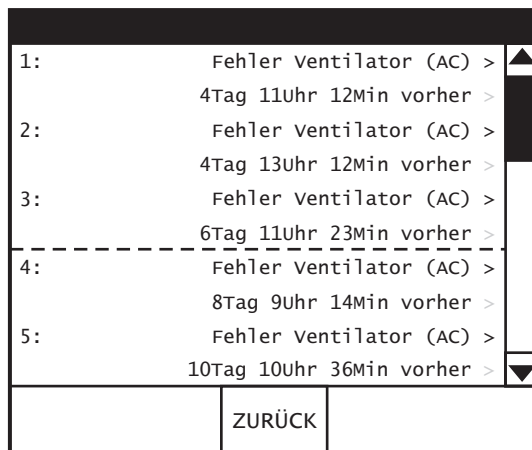 1: Fehler Ventilator (AC) >
4Tag 11Uhr 12Min vorher >
2: Fehler Ventilator (AC) >
4Tag 13Uhr 12Min vorher >
3: Fehler Ventilator (AC) >
6Tag 11Uhr 23Min vorher >
4: Fehler Ventilator (AC) >
8Tag 9Uhr 14Min vorher >
5: Fehler Ventilator (AC) >
10Tag 10Uhr 36Min vorher >
ZURÜCK